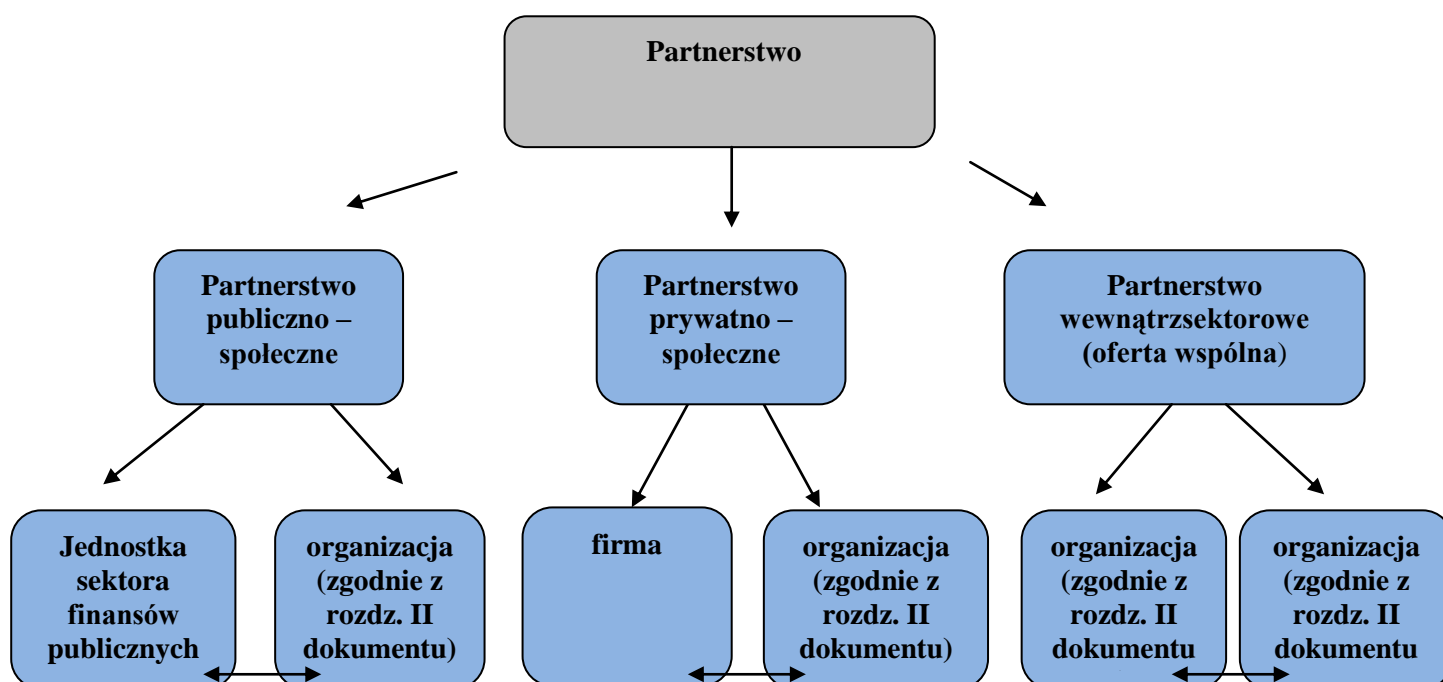 Partnerstwo
Partnerstwo
publiczno –
społeczne
Partnerstwo
prywatno –
społeczne
Partnerstwo
wewnątrzsektorowe
(oferta wspólna)
Jednostka
sektora
finansów
publicznych
organizacja
(zgodnie z
rozdz. II
dokumentu)
firma
organizacja
(zgodnie z
rozdz. II
dokumentu)
organizacja
(zgodnie z
rozdz. II
dokumentu
organizacja
(zgodnie z
rozdz. II
dokumentu